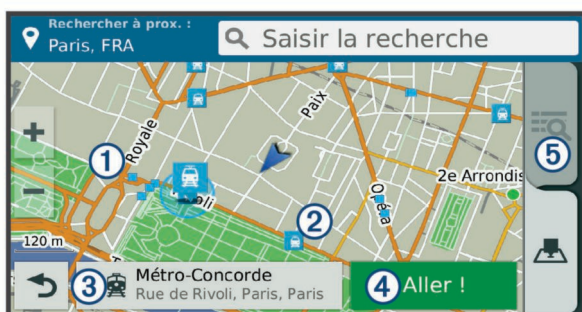 Rechercher à prox. :
Paris, FRA
Saisir la recherche
Royale
Paix
Opéra
2e Arrondis
1
2
3
4
5
120 m
Métro-Concorde
Rue de Rivoli, Paris, Paris
Aller !